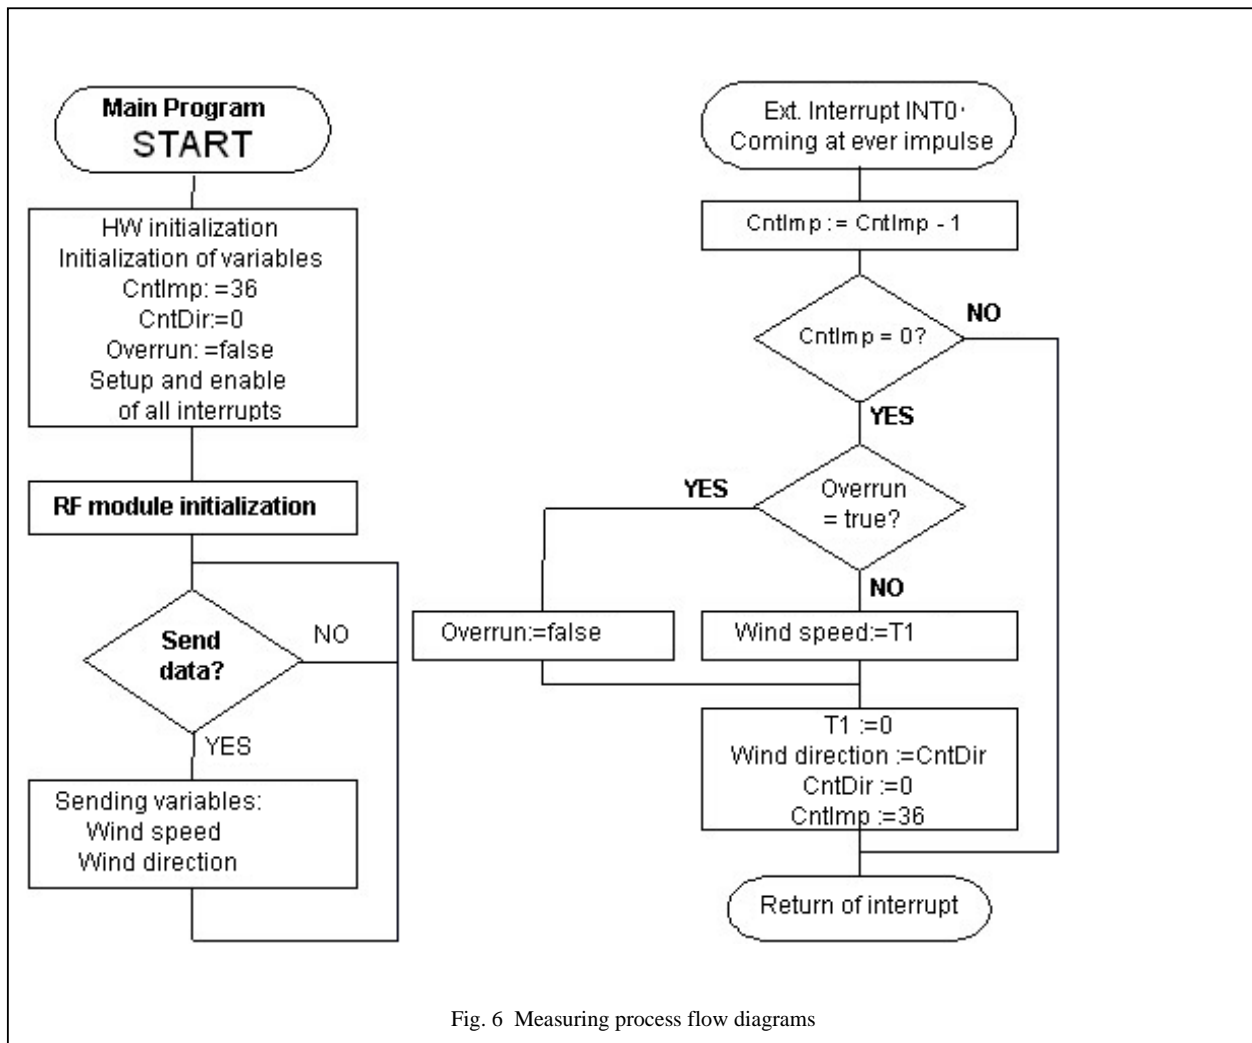 Main Program
START
HW initialization
Initialization of variables
CntImp: =36
CntDir:=0
Overrun: =false
Setup and enable
of all interrupts
RF module initialization
Send
data?
NO
YES
Sending variables:
Wind speed
Wind direction
Ext. Interrupt INT0·
Coming at ever impulse
CntImp := CntImp - 1
CntImp = 0?
NO
YES
Overrun
= true?
YES
NO
Overrun:=false
Wind speed:=T1
T1 :=0
Wind direction :=CntDir
CntDir :=0
CntImp :=36
Return of interrupt
Fig. 6 Measuring process flow diagrams